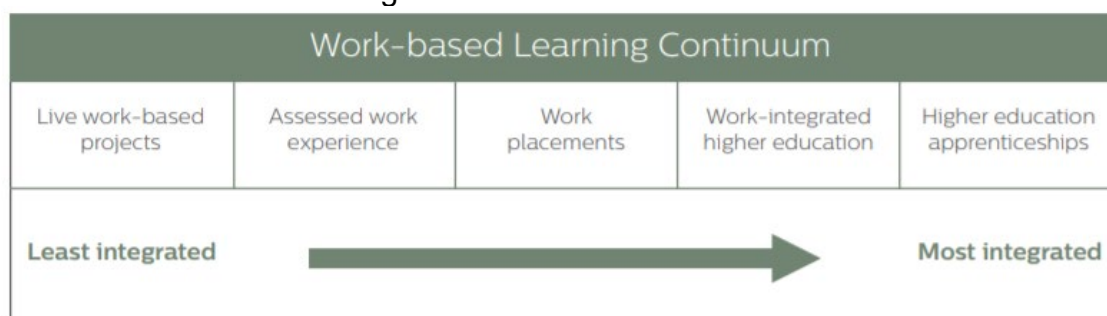 Work-based Learning Continuum
Live work-based
projects
Assessed work
experience
Work
placements
Work-integrated
higher education
Higher education
apprenticeships
Least integrated
Most integrated